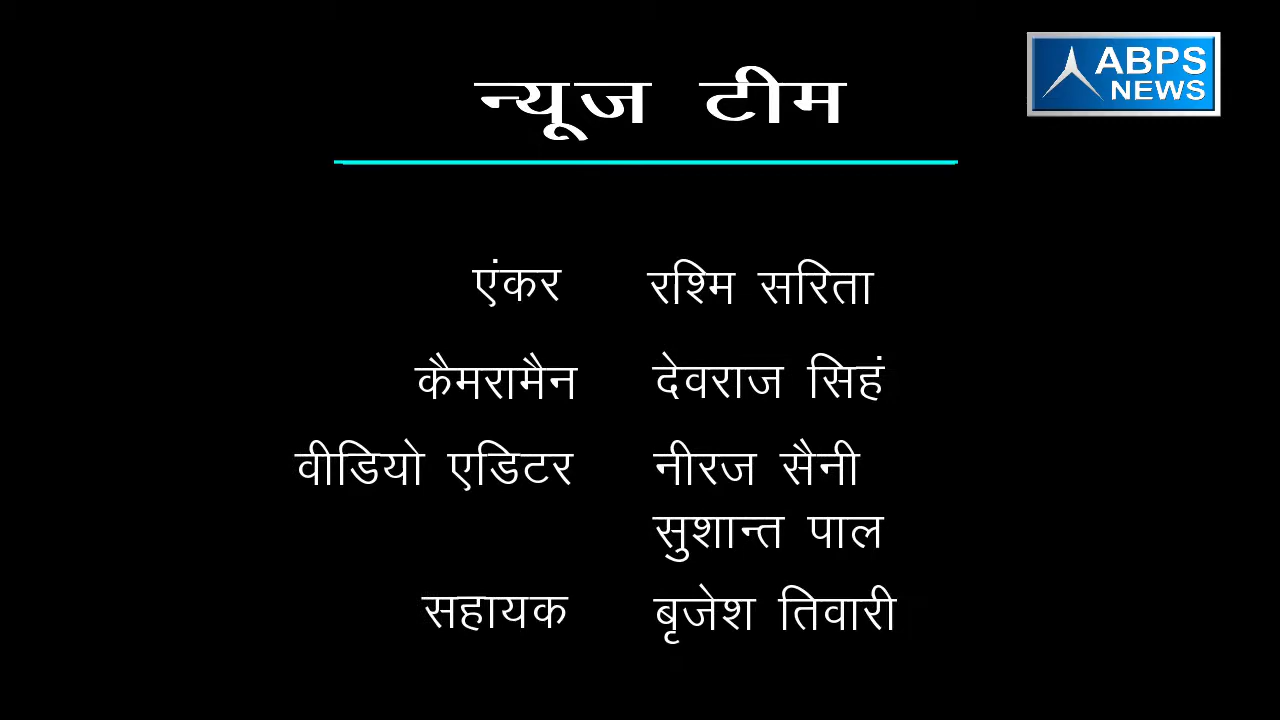 ABPS
NEWS
न्यूज टीम
एंकर रश्मि सरिता
कैमरामैन देवराज सिहं
वीडियो एडिटर नीरज सैनी
सुशान्त पाल
सहायक बृजेश तिवारी